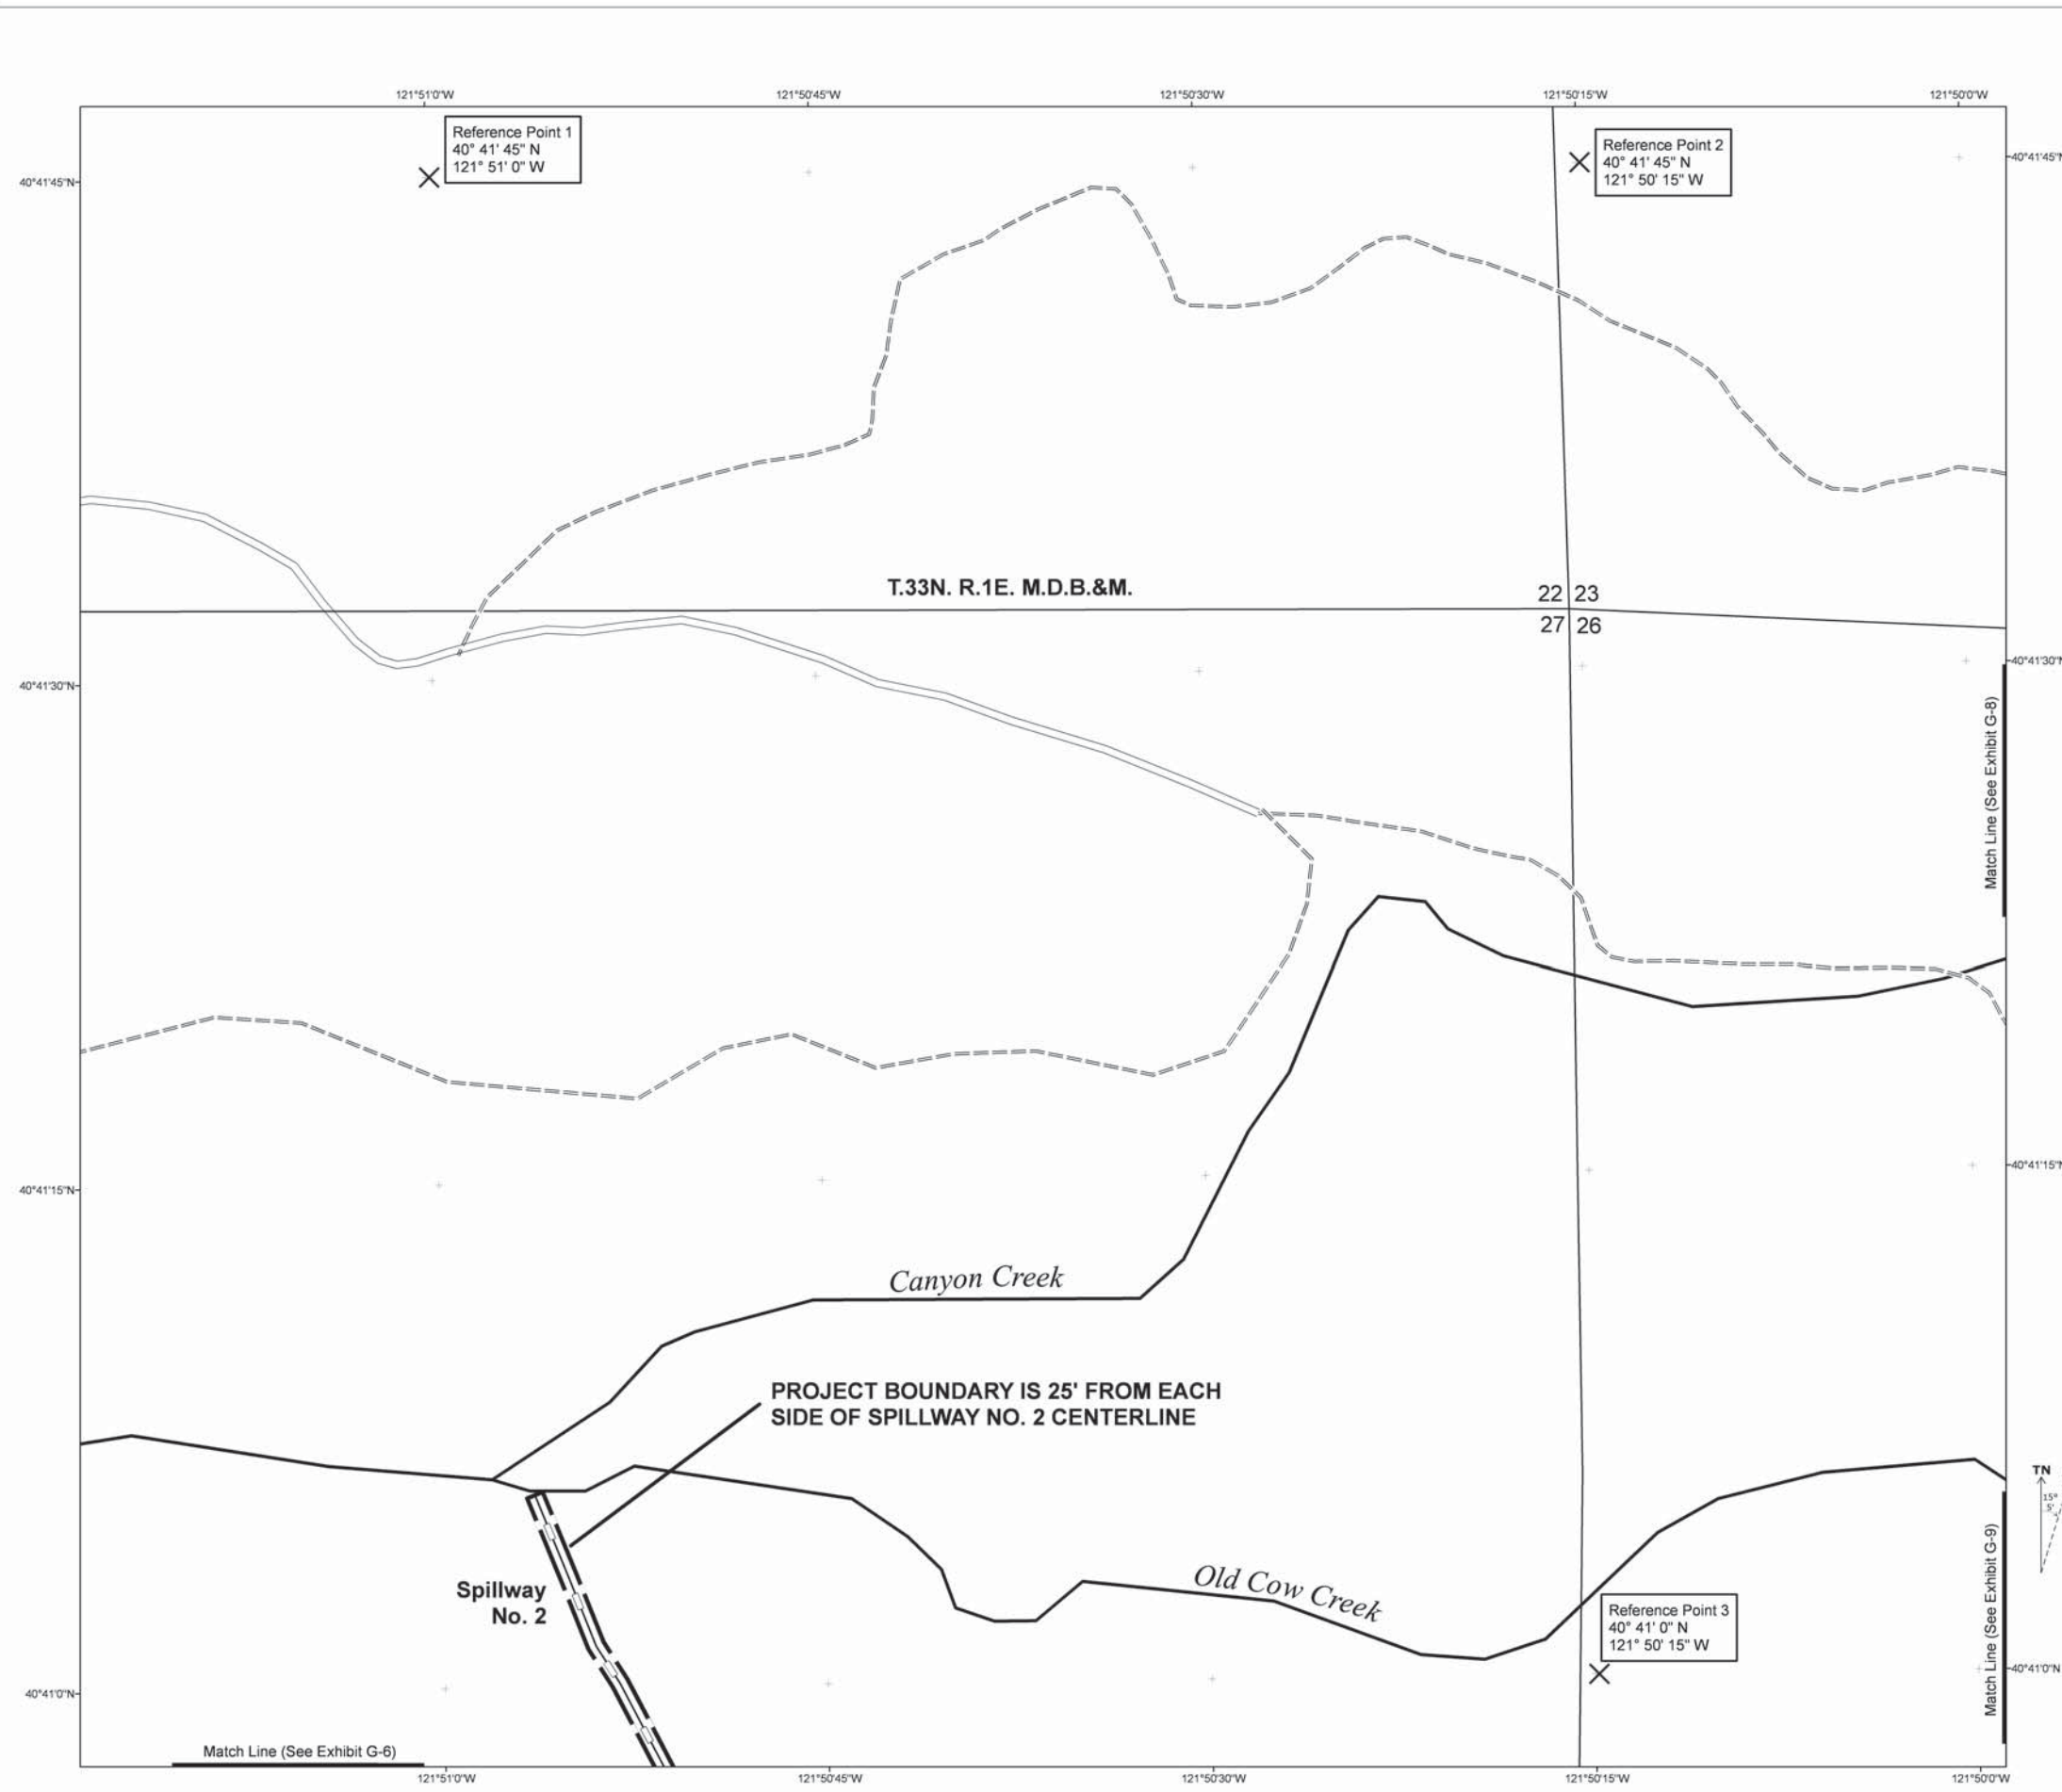 121°51'0"W
121°50'45"W
121°50'30"W
121°50'15"W
121°50'0"W
Reference Point 1
40° 41' 45" N
121° 51' 0" W
Reference Point 2
40° 41' 45" N
121° 50' 15" W
40°41'45"N
40°41'45"N
T.33N. R.1E. M.D.B.&M.
22 23
27 26
40°41'30"N
40°41'30"N
Match Line (See Exhibit G-8)
40°41'15"N
40°41'15"N
Canyon Creek
PROJECT BOUNDARY IS 25' FROM EACH
SIDE OF SPILLWAY NO. 2 CENTERLINE
TN
15°
5'
Spillway
No. 2
Old Cow Creek
Reference Point 3
40° 41' 0" N
121° 50' 15" W
Match Line (See Exhibit G-9)
40°41'0"N
40°41'0"N
Match Line (See Exhibit G-6)
121°51'0"W
121°50'45"W
121°50'30"W
121°50'15"W
121°50'0"W